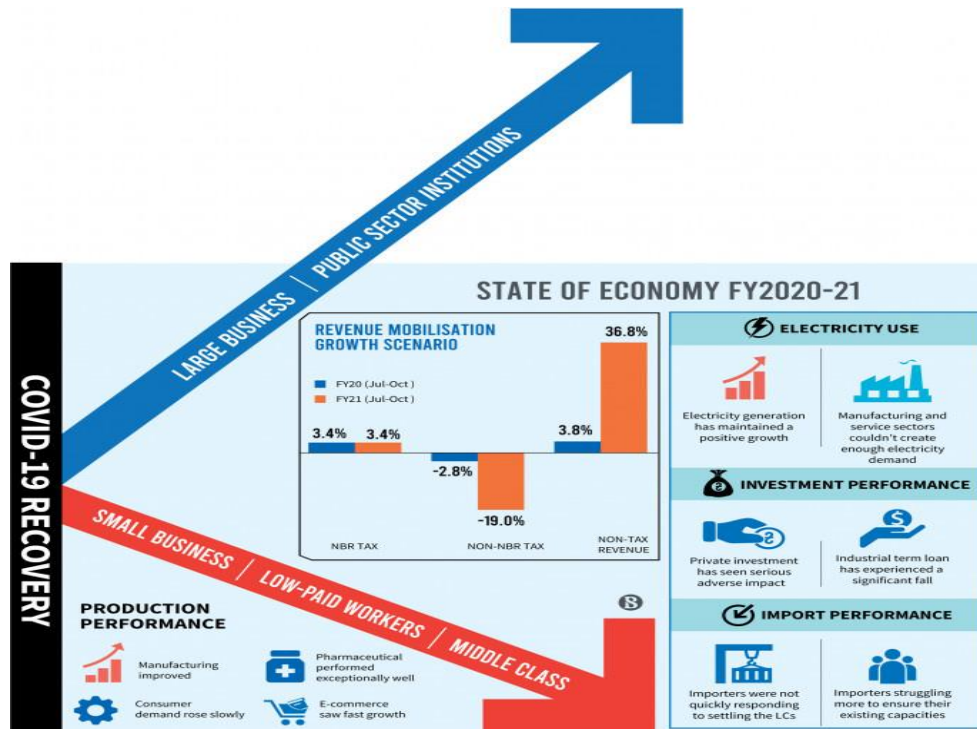 LARGE BUSINESS | PUBLIC SECTOR INSTITUTIONS
COVID-19 RECOVERY
SMALL BUSINESS | LOW-PAID WORKERS | MIDDLE CLASS
STATE OF ECONOMY FY2020-21
REVENUE MOBILISATION
GROWTH SCENARIO
FY20 (Jul-Oct )
FY21 (Jul-Oct )
3.4%
3.4%
-2.8%
-19.0%
3.8%
36.8%
NBR TAX
NON-NBR TAX
NON-TAX
REVENUE
PRODUCTION
PERFORMANCE
Manufacturing
improved
Pharmaceutical
performed
exceptionally well
Consumer
demand rose slowly
E-commerce
saw fast growth
ELECTRICITY USE
Electricity generation
has maintained a
positive growth
Manufacturing and
service sectors
couldn't create
enough electricity
demand
INVESTMENT PERFORMANCE
Private investment
has seen serious
adverse impact
Industrial term loan
has experienced a
significant fall
IMPORT PERFORMANCE
Importers were not
quickly responding
to settling the LCs
Importers struggling
more to ensure their
existing capacities